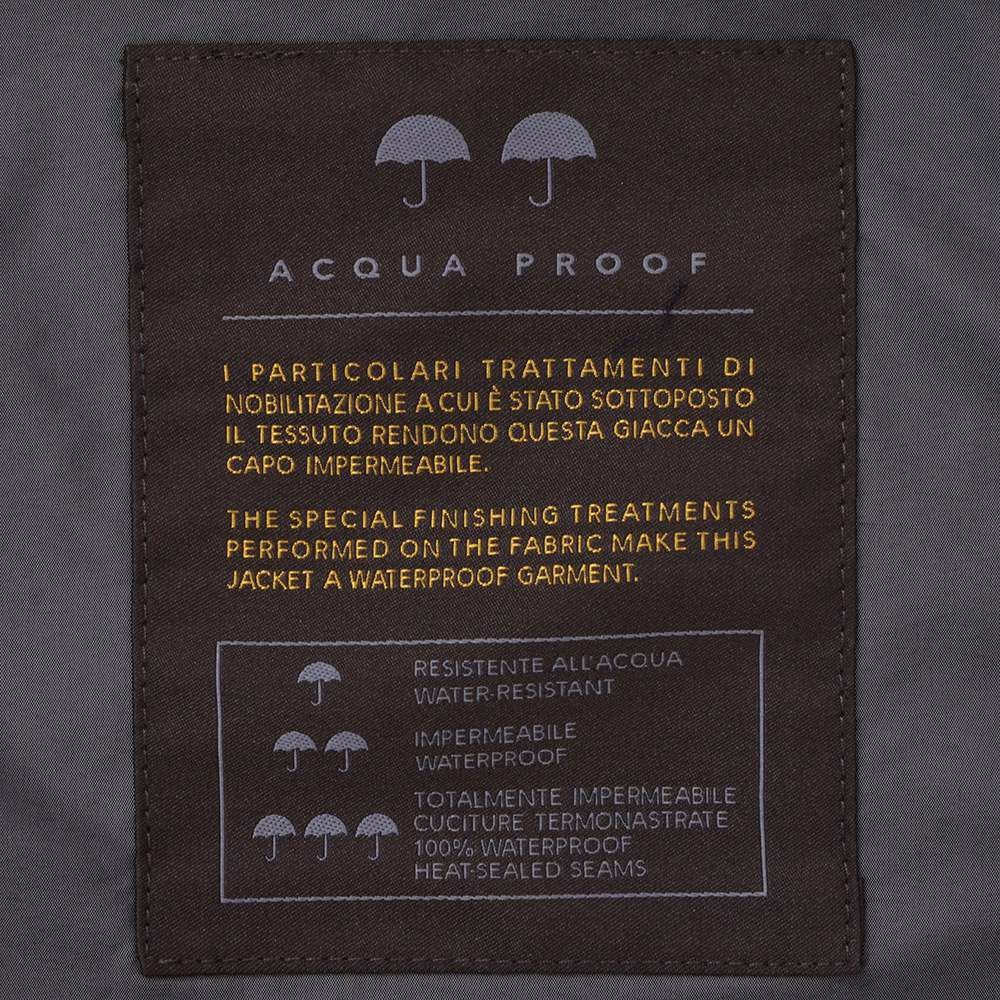 ACQUA PROOF
I PARTICOLARI TRATTAMENTI DI
NOBILITAZIONE A CUI È STATO SOTTOPOSTO
IL TESSUTO RENDONO QUESTA GIACCA UN
CAPO IMPERMEABILE.
THE SPECIAL FINISHING TREATMENTS
PERFORMED ON THE FABRIC MAKE THIS
JACKET A WATERPROOF GARMENT.
RESISTENTE ALL'ACQUA
WATER-RESISTANT
IMPERMEABILE
WATERPROOF
TOTALMENTE IMPERMEABILE
CUCITURE TERMONASTRATE
100% WATERPROOF
HEAT-SEALED SEAMS